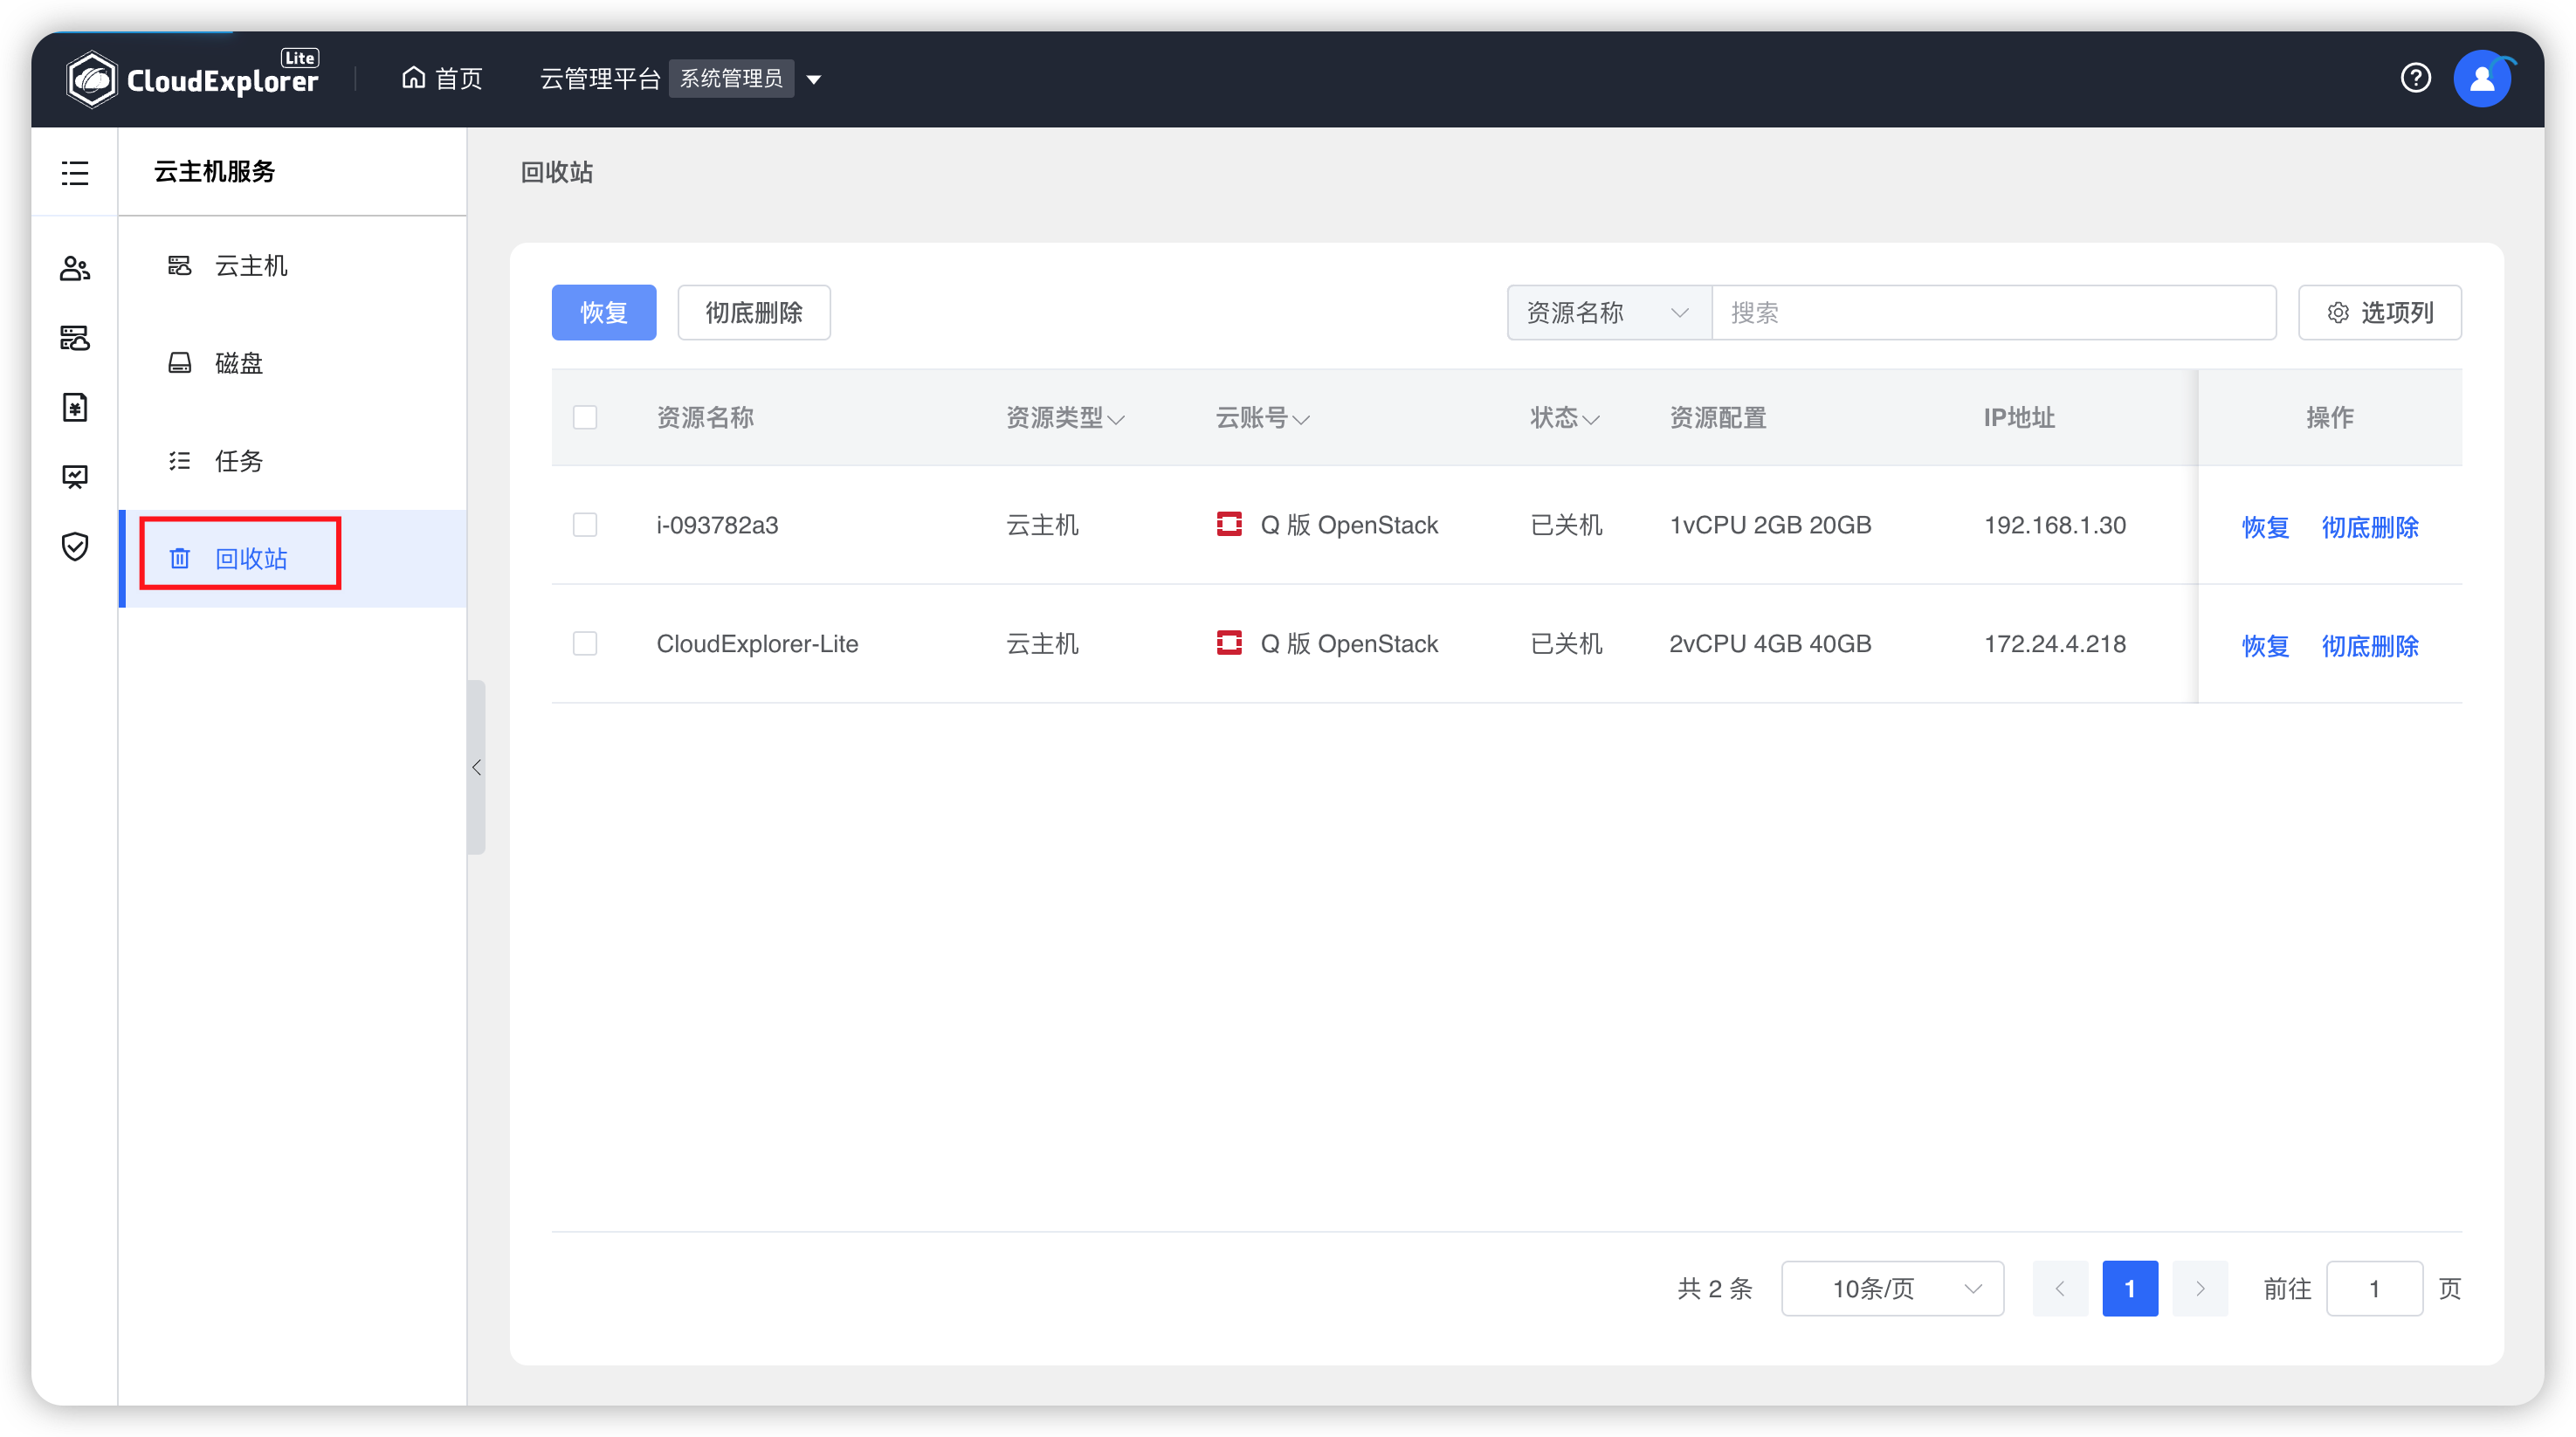 CloudExplorer Lite 首页 云管理平台 系统管理员
云主机服务
云主机
磁盘
任务
回收站
回收站
恢复 彻底删除 资源名称 搜索 选项列
资源名称 资源类型 云账号 状态 资源配置 IP地址 操作
i-093782a3 云主机 Q 版 OpenStack 已关机 1vCPU 2GB 20GB 192.168.1.30 恢复 彻底删除
CloudExplorer-Lite 云主机 Q 版 OpenStack 已关机 2vCPU 4GB 40GB 172.24.4.218 恢复 彻底删除
共 2 条 10条/页 1 前往 1 页